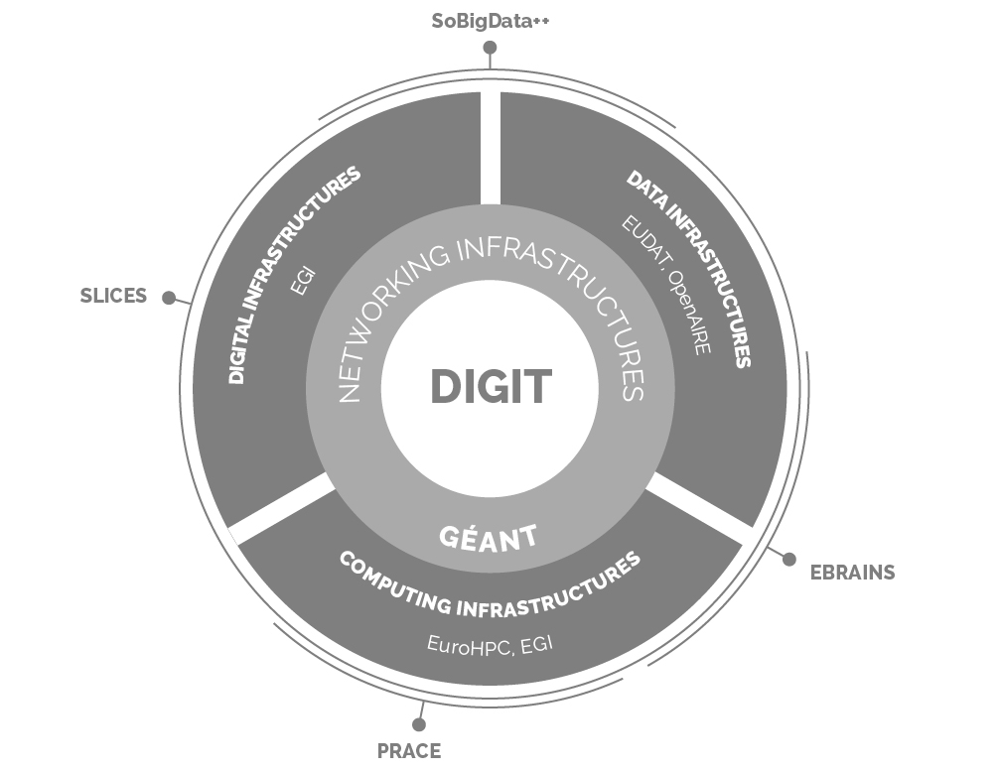 SoBigData++
DIGITAL INFRASTRUCTURES
EGI
DATA INFRASTRUCTURES
EUDAT, OpenAIRE
NETWORKING INFRASTRUCTURES
SLICES
DIGIT
GÉANT
COMPUTING INFRASTRUCTURES
EuroHPC, EGI
EBRAINS
PRACE